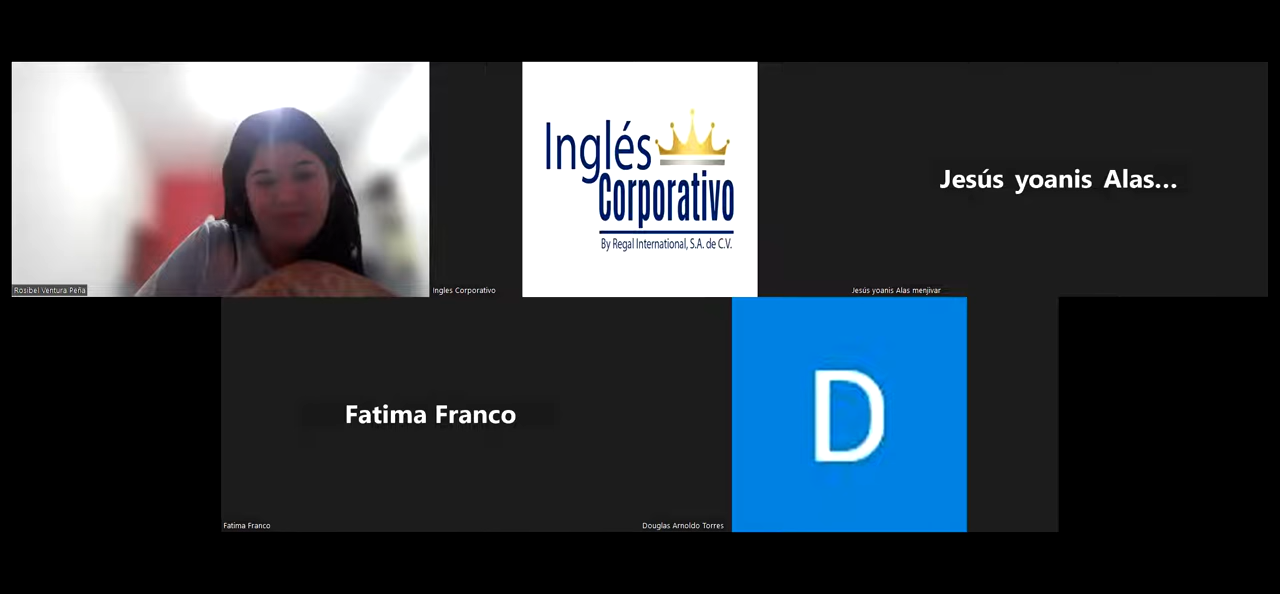 Inglés
Corporativo
By Regal International, S.A. de C.V.
Jesús yoanis Alas...
Rosibel Ventura Peña
Ingles Corporativo
Jesús yoanis Alas menjivar
Fatima Franco
D
Fatima Franco
Douglas Arnoldo Torres